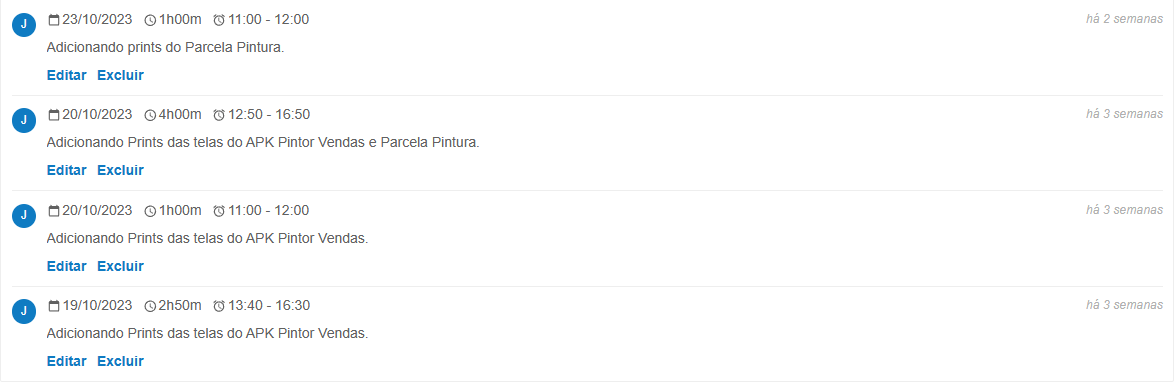 J 23/10/2023 1h00m 11:00 - 12:00 há 2 semanas
Adicionando prints do Parcela Pintura.
Editar Excluir
J 20/10/2023 4h00m 12:50 - 16:50 há 3 semanas
Adicionando Prints das telas do APK Pintor Vendas e Parcela Pintura.
Editar Excluir
J 20/10/2023 1h00m 11:00 - 12:00 há 3 semanas
Adicionando Prints das telas do APK Pintor Vendas.
Editar Excluir
J 19/10/2023 2h50m 13:40 - 16:30 há 3 semanas
Adicionando Prints das telas do APK Pintor Vendas.
Editar Excluir